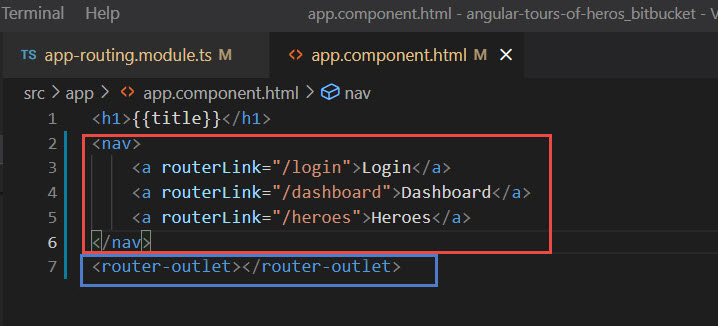 Terminal Help app.component.html - angular-tours-of-heros_bitbucket - V
TS app-routing.module.ts M <> app.component.html M ×
src > app > <> app.component.html > nav
1 <h1>{{title}}</h1>
2 <nav>
3 <a routerLink="/login">Login</a>
4 <a routerLink="/dashboard">Dashboard</a>
5 <a routerLink="/heroes">Heroes</a>
6 </nav>
7 <router-outlet></router-outlet>